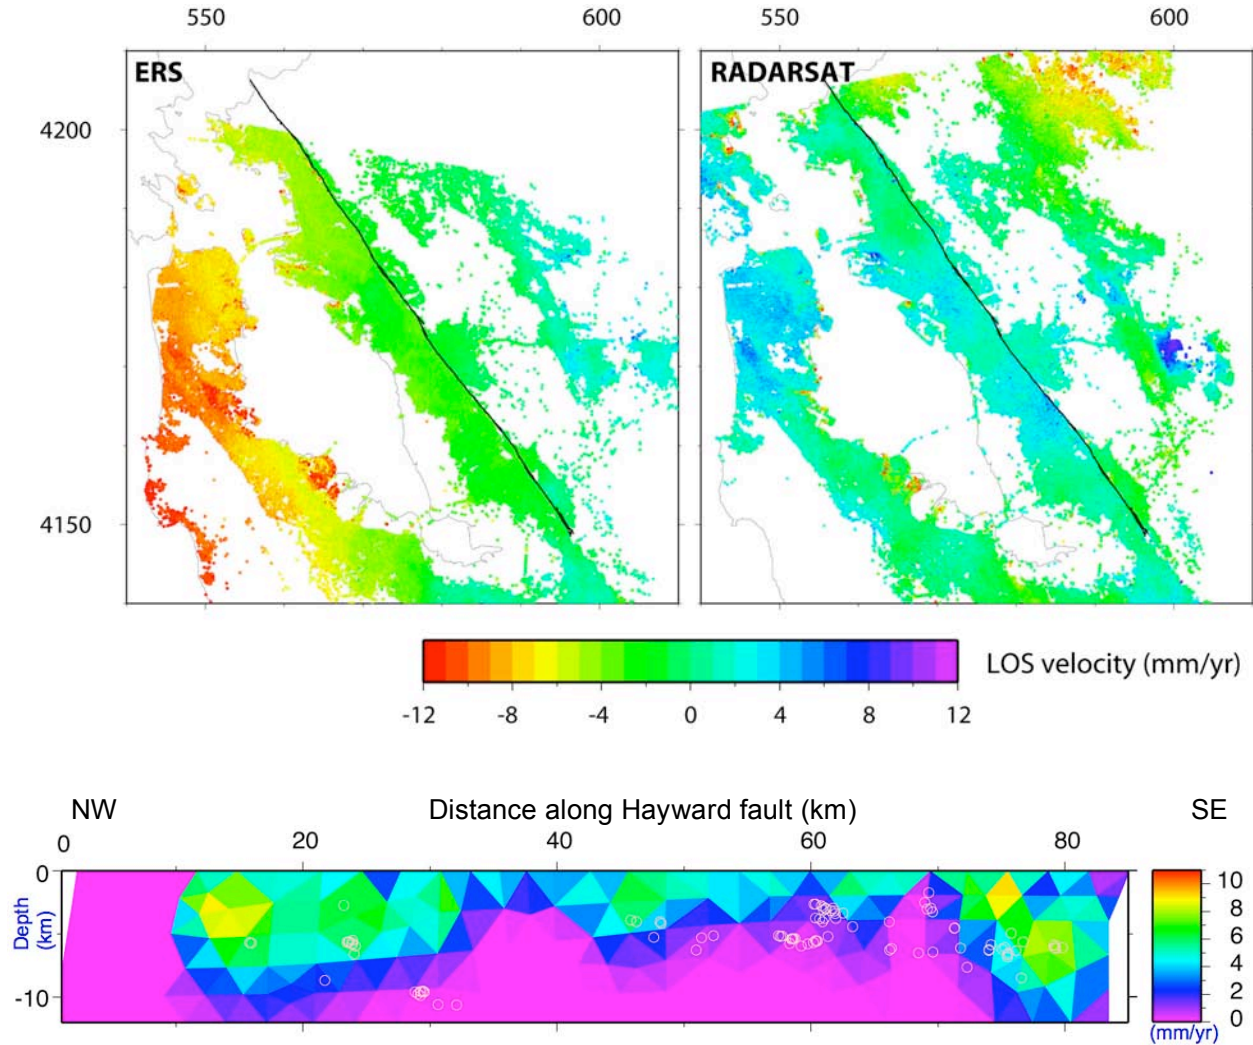 550 600 550 600
ERS RADARSAT
4200
4150
LOS velocity (mm/yr)
-12 -8 -4 0 4 8 12
NW Distance along Hayward fault (km) SE
0 20 40 60 80
0
Depth
(km)
-10
10
8
6
4
2
0
(mm/yr)